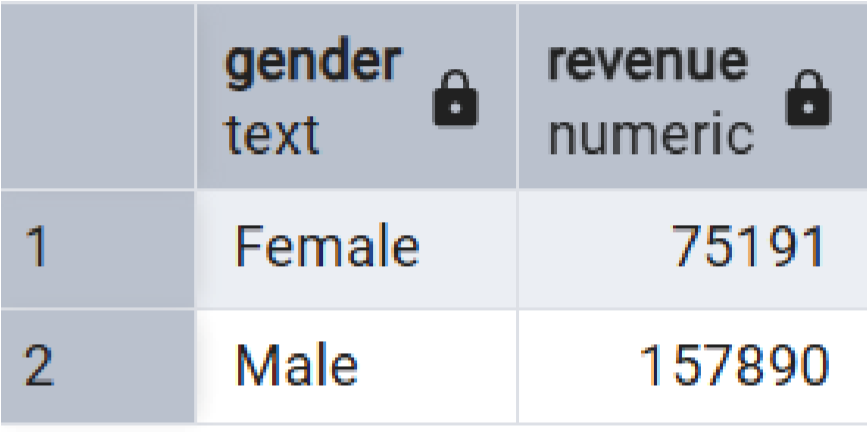 gender revenue
text numeric
1 Female 75191
2 Male 157890